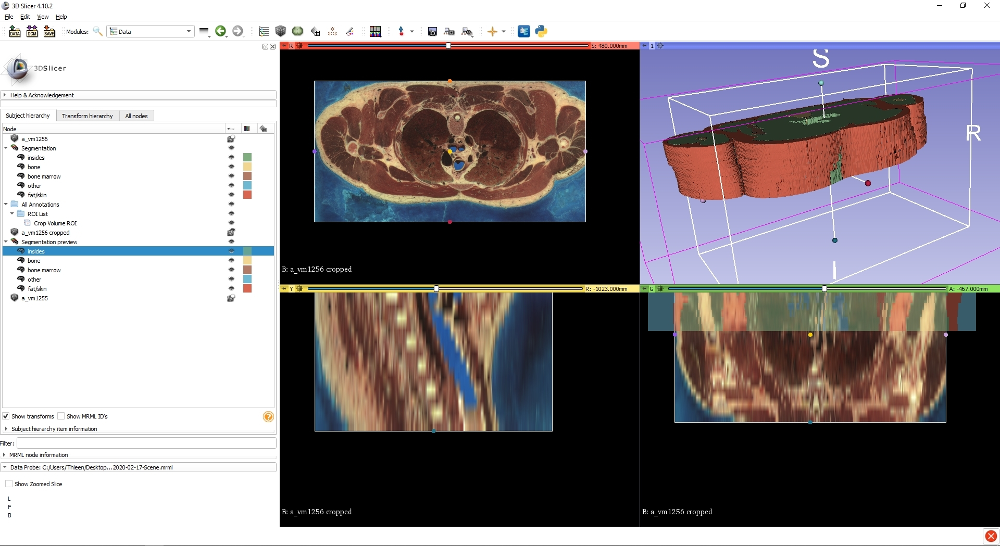 3D Slicer 4.10.2
File Edit View Help
DATA DCM SAVE Modules: Data
R S: 480.000mm 1
3DSlicer
Help & Acknowledgement
Subject hierarchy Transform hierarchy All nodes
Node
a_vm1256
Segmentation
insides
bone
bone marrow
other
fat/skin
All Annotations
ROI List
Crop Volume ROI
a_vm1256 cropped
Segmentation preview
insides
bone
bone marrow
other
fat/skin
a_vm1255
Show transforms Show MRML ID's
Subject hierarchy item information
Filter:
MRML node information
Data Probe: C:/Users/Thleen/Desktop...2020-02-17-Scene.mrml
Show Zoomed Slice
L
F
B
B: a_vm1256 cropped
S
R
I
Y R: -1023.000mm G A: -467.000mm
B: a_vm1256 cropped
B: a_vm1256 cropped